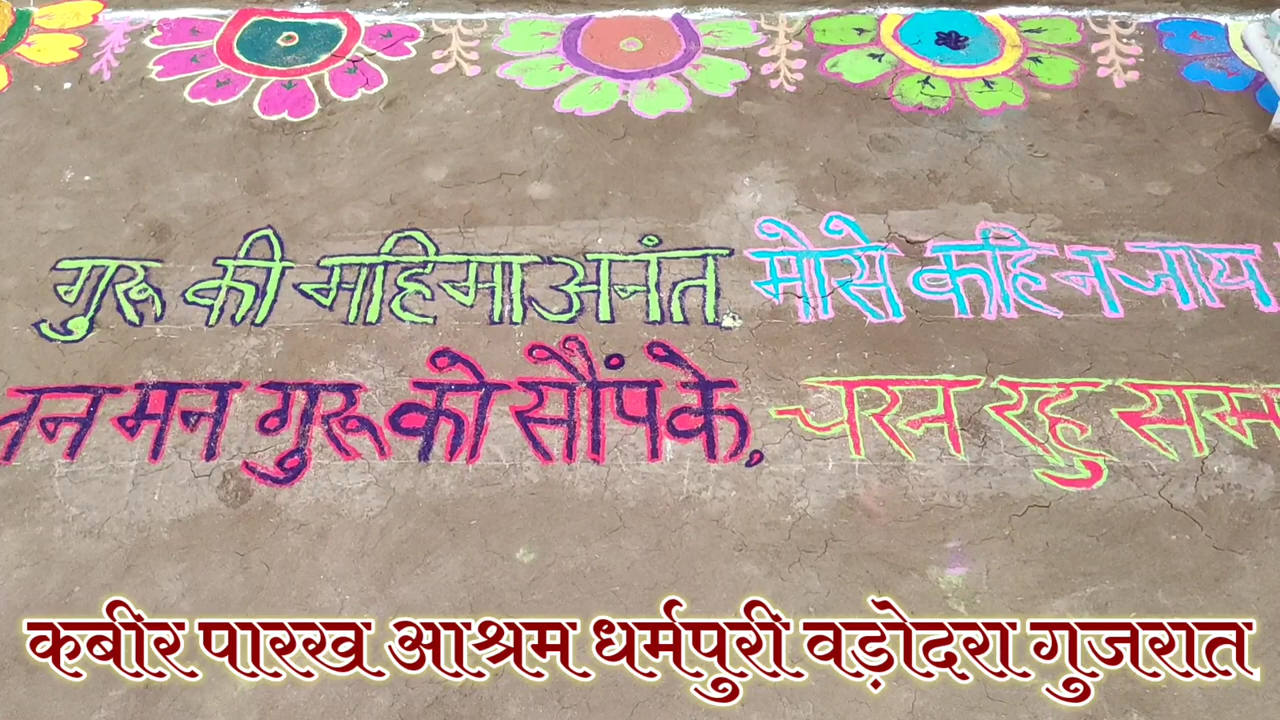 गुरू की महिमा अनंत, मोसे कहि न जाय
तन मन गुरू को सौंप के, चरन रहु
कबीर पारख आश्रम धर्मपुरी वड़ोदरा गुजरात